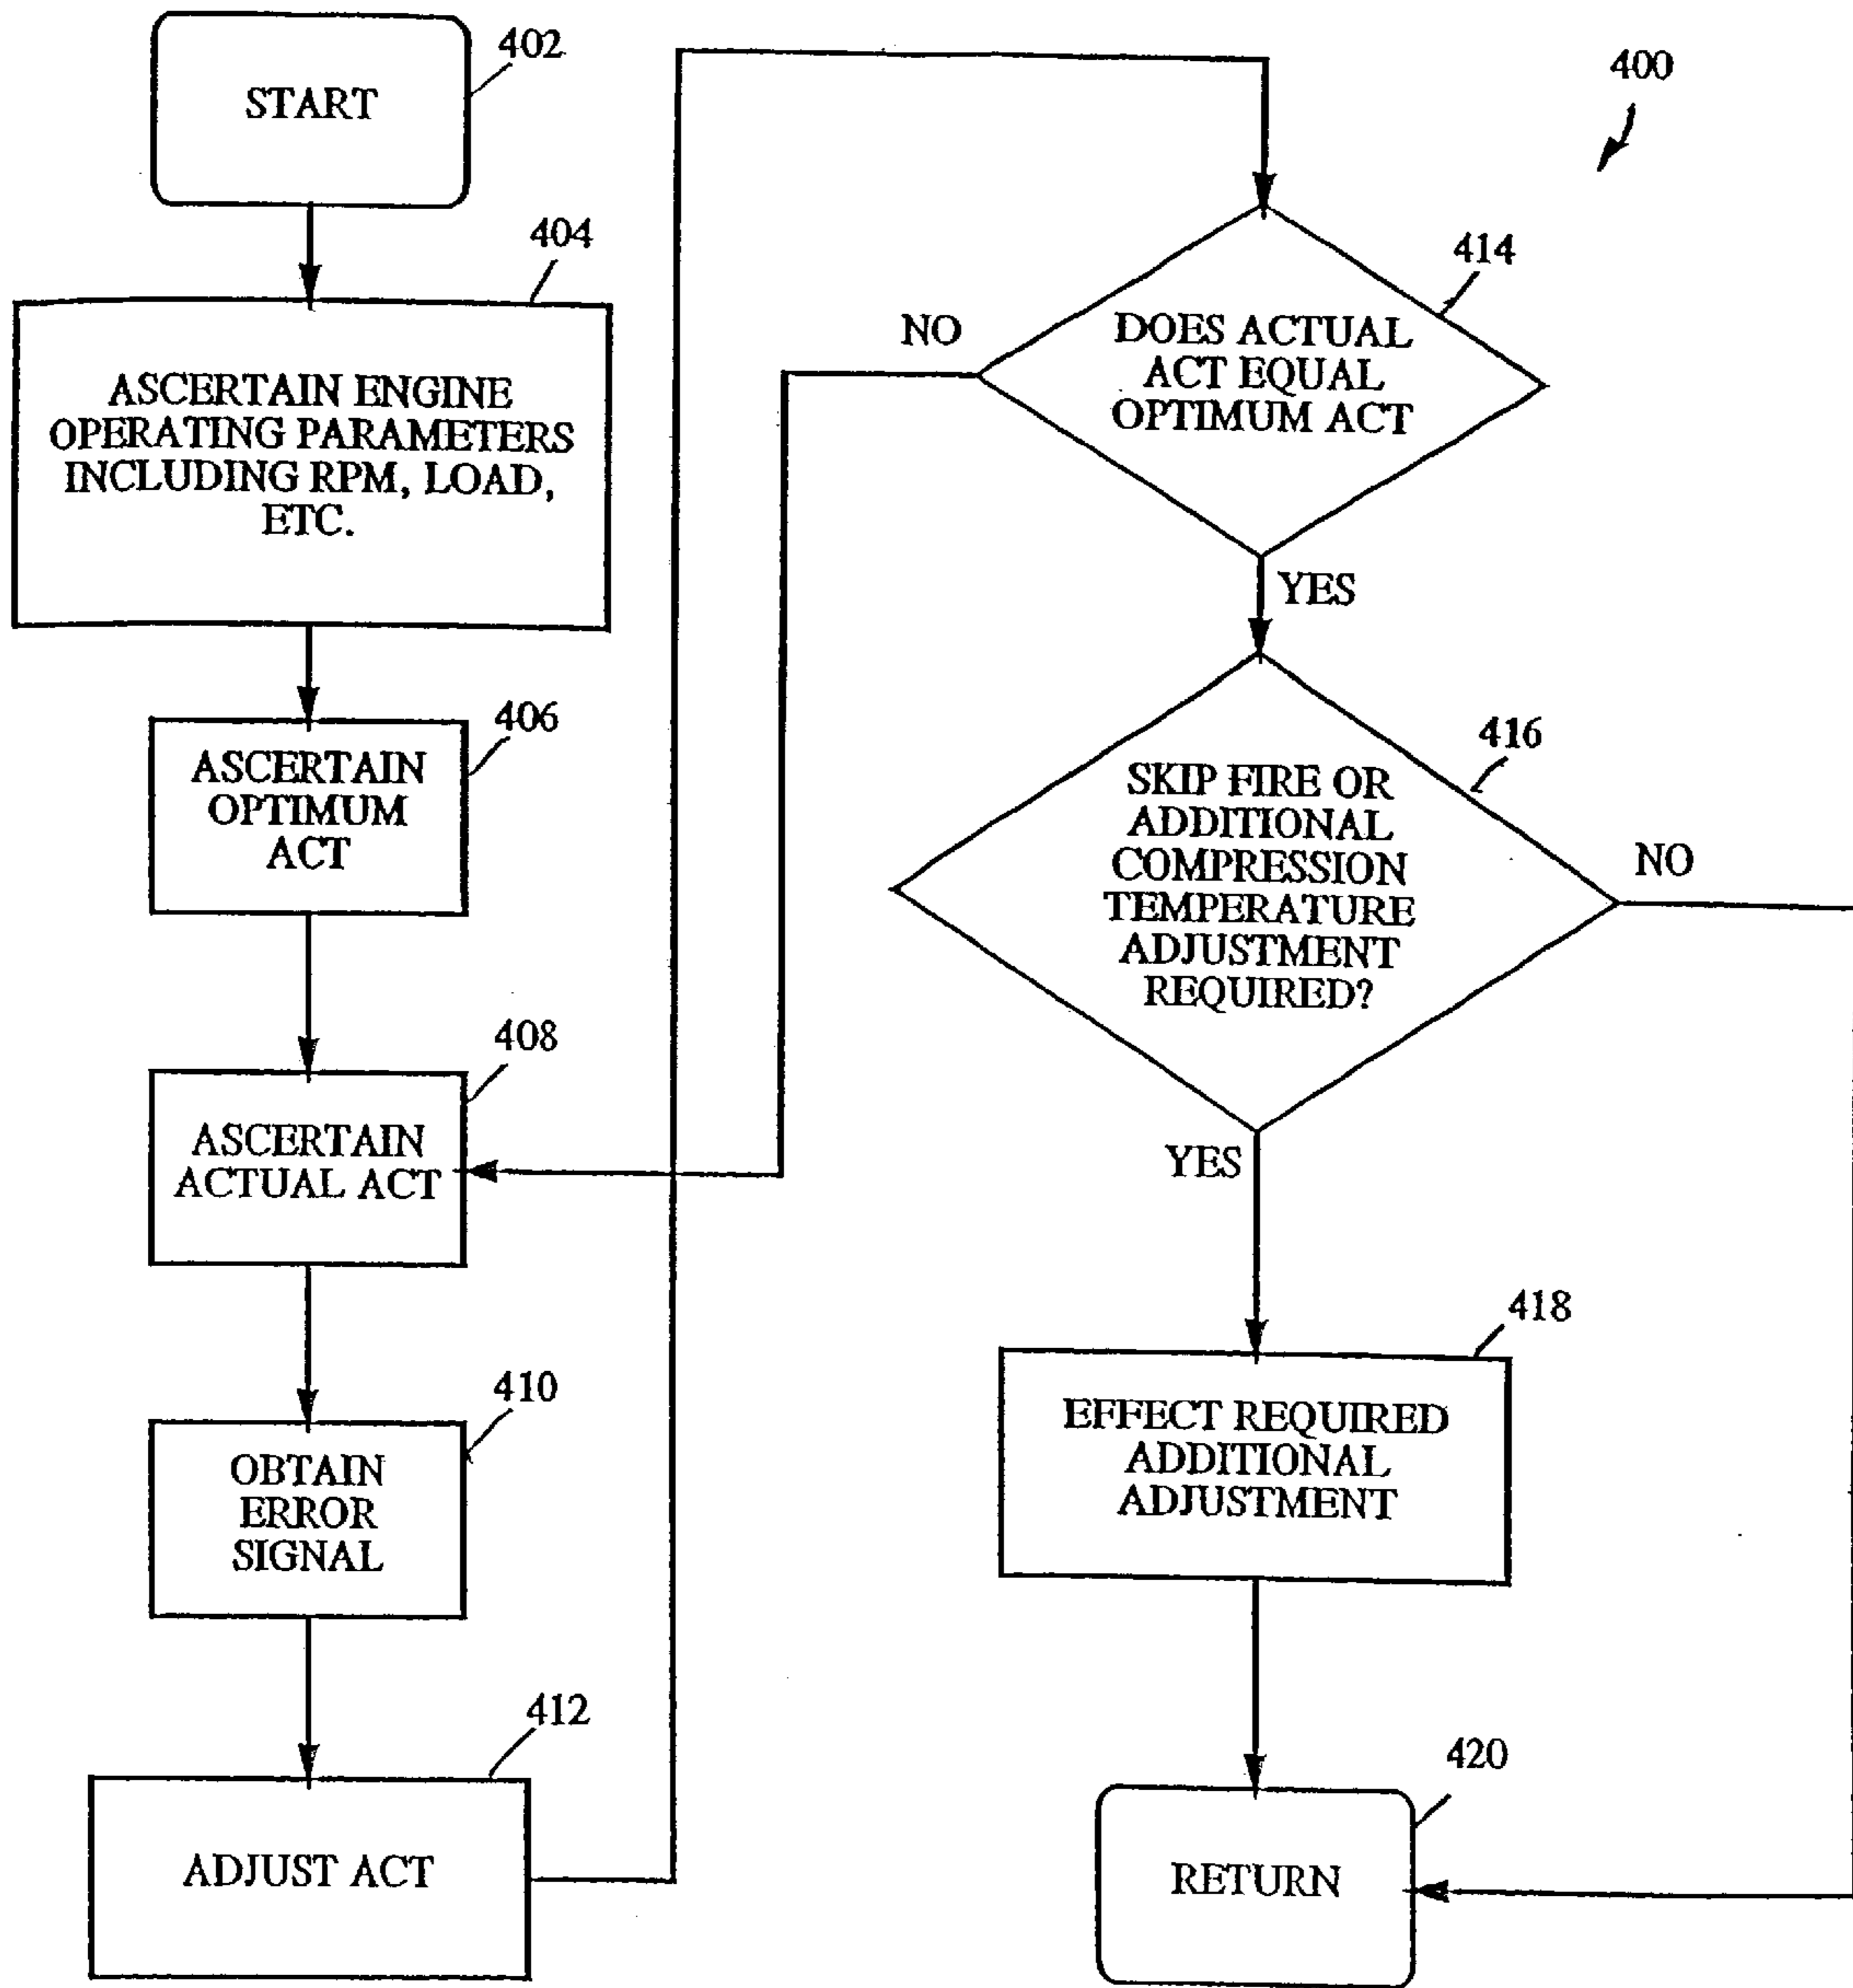 START
402
404
ASCERTAIN ENGINE
OPERATING PARAMETERS
INCLUDING RPM, LOAD,
ETC.
406
ASCERTAIN
OPTIMUM
ACT
408
ASCERTAIN
ACTUAL ACT
410
OBTAIN
ERROR
SIGNAL
412
ADJUST ACT
400
414
DOES ACTUAL
ACT EQUAL
OPTIMUM ACT
NO
YES
416
SKIP FIRE OR
ADDITIONAL
COMPRESSION
TEMPERATURE
ADJUSTMENT
REQUIRED?
NO
YES
418
EFFECT REQUIRED
ADDITIONAL
ADJUSTMENT
420
RETURN